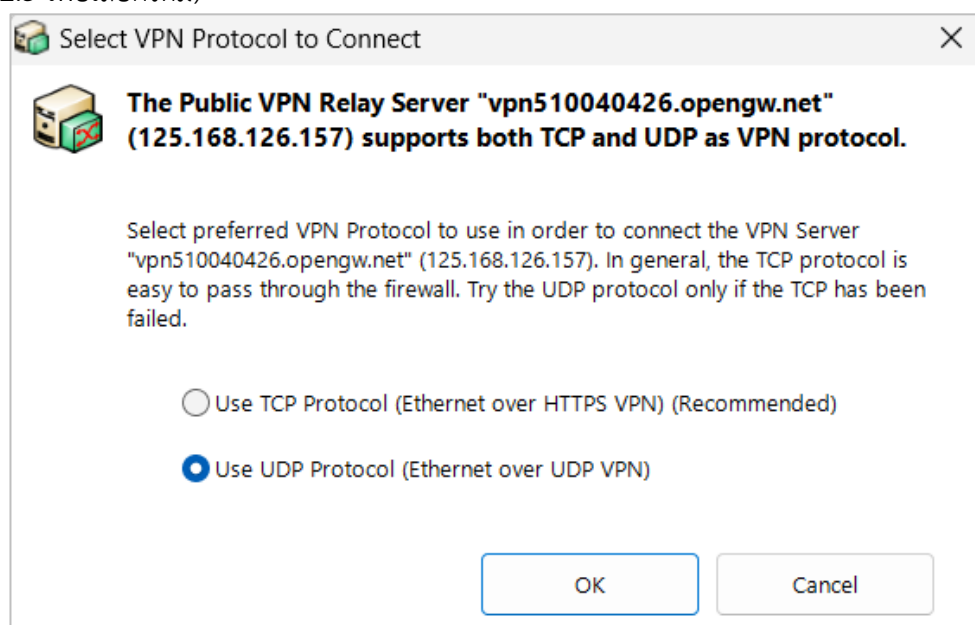 Select VPN Protocol to Connect
The Public VPN Relay Server "vpn510040426.opengw.net"
(125.168.126.157) supports both TCP and UDP as VPN protocol.
Select preferred VPN Protocol to use in order to connect the VPN Server
"vpn510040426.opengw.net" (125.168.126.157). In general, the TCP protocol is
easy to pass through the firewall. Try the UDP protocol only if the TCP has been
failed.
Use TCP Protocol (Ethernet over HTTPS VPN) (Recommended)
Use UDP Protocol (Ethernet over UDP VPN)
OK
Cancel